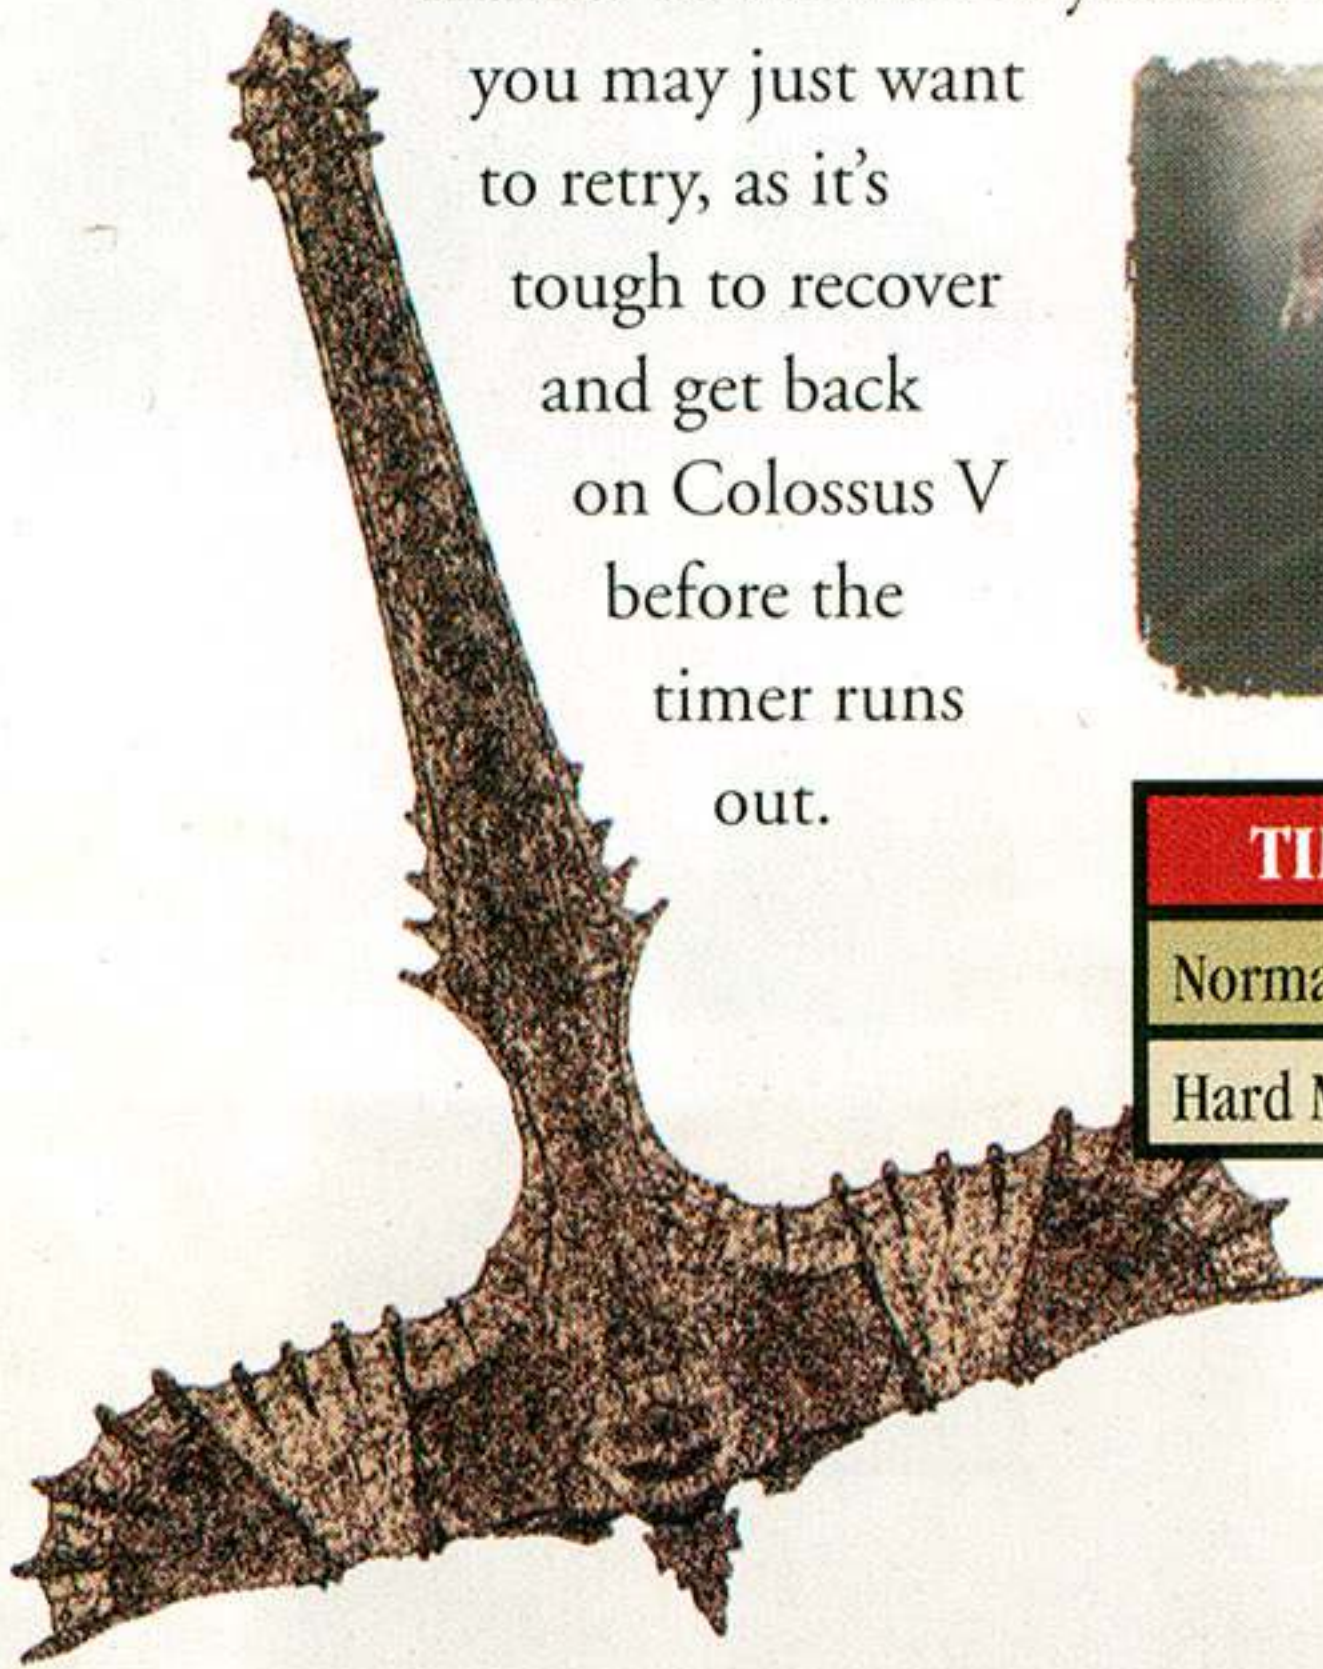 you may just want
to retry, as it's
tough to recover
and get back
on Colossus V
before the
timer runs
out.
Hard